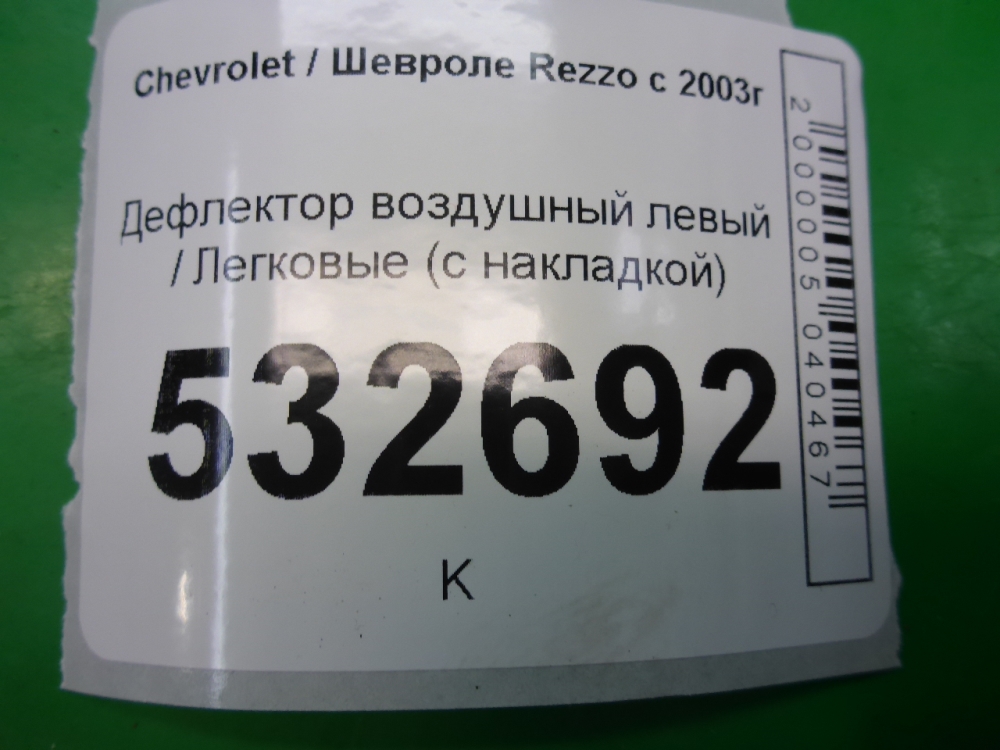 Chevrolet / Шевроле Rezzo с 2003г
Дефлектор воздушный левый
/ Легковые (с накладкой)
532692
К
2000005040467